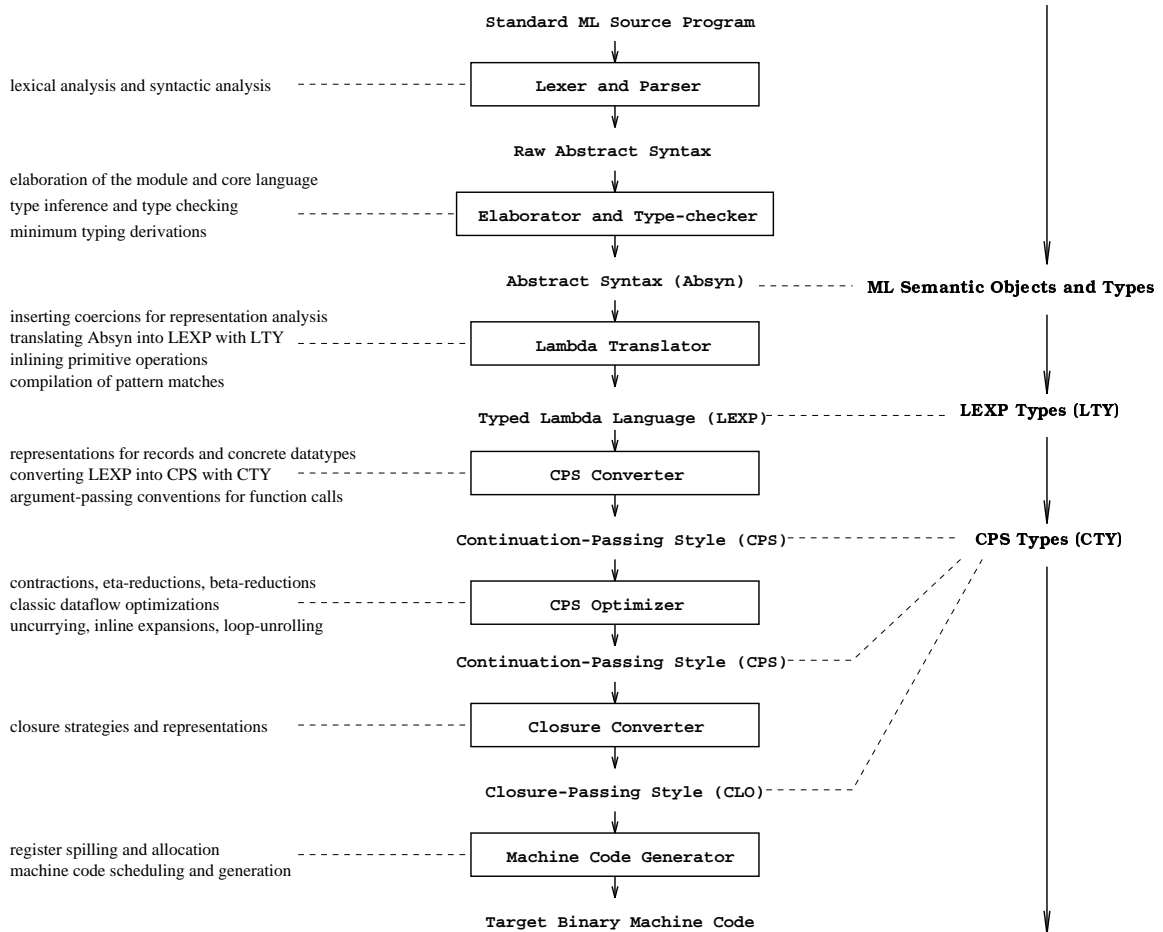 Standard ML Source Program
lexical analysis and syntactic analysis
Lexer and Parser
Raw Abstract Syntax
elaboration of the module and core language
type inference and type checking
minimum typing derivations
Elaborator and Type-checker
Abstract Syntax (Absyn)
ML Semantic Objects and Types
inserting coercions for representation analysis
translating Absyn into LEXP with LTY
inlining primitive operations
compilation of pattern matches
Lambda Translator
Typed Lambda Language (LEXP)
LEXP Types (LTY)
representations for records and concrete datatypes
converting LEXP into CPS with CTY
argument-passing conventions for function calls
CPS Converter
Continuation-Passing Style (CPS)
CPS Types (CTY)
contractions, eta-reductions, beta-reductions
classic dataflow optimizations
uncurrying, inline expansions, loop-unrolling
CPS Optimizer
Continuation-Passing Style (CPS)
closure strategies and representations
Closure Converter
Closure-Passing Style (CLO)
register spilling and allocation
machine code scheduling and generation
Machine Code Generator
Target Binary Machine Code